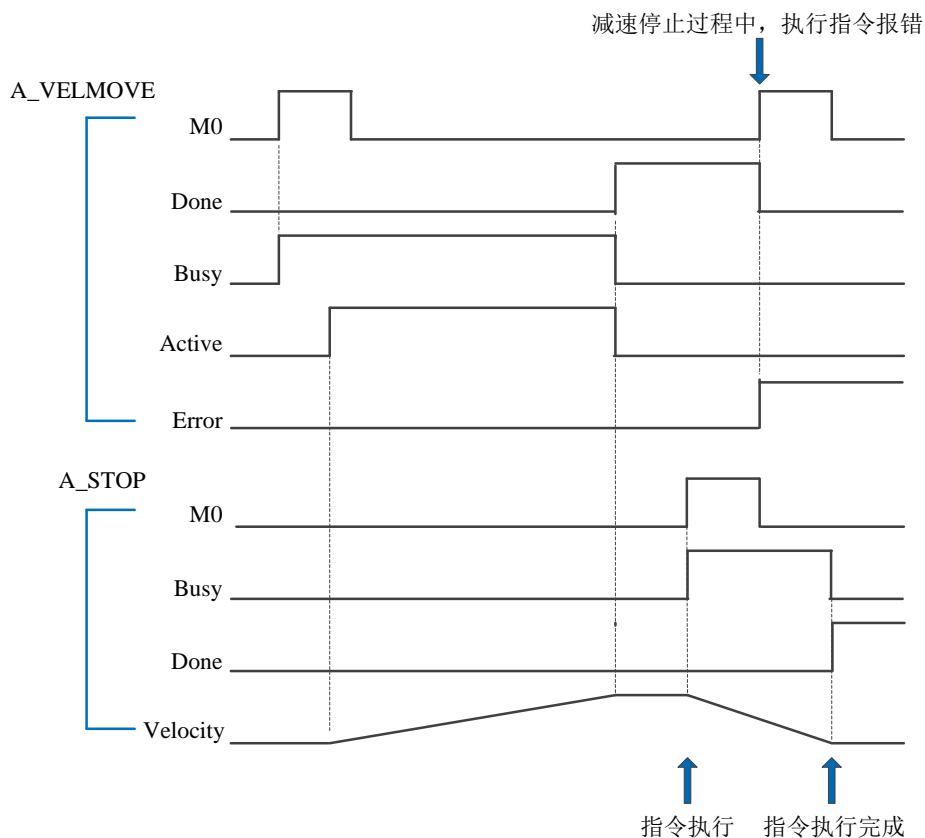 减速停止过程中，执行指令报错
A_VELMOVE
M0
Done
Busy
Active
Error
A_STOP
M0
Busy
Done
Velocity
指令执行
指令执行完成